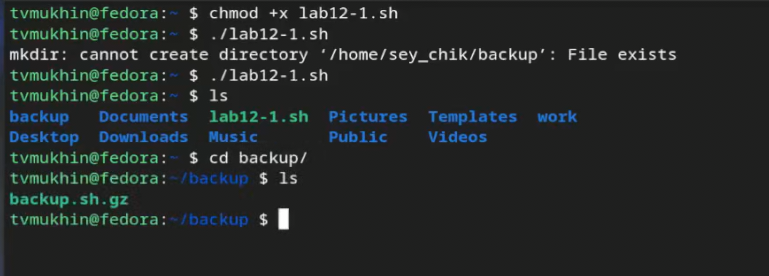 tvmukhin@fedora:~ $ chmod +x lab12-1.sh
tvmukhin@fedora:~ $ ./lab12-1.sh
mkdir: cannot create directory ‘/home/sey_chik/backup’: File exists
tvmukhin@fedora:~ $ ./lab12-1.sh
tvmukhin@fedora:~ $ ls
backup   Documents  lab12-1.sh  Pictures  Templates  work
Desktop  Downloads  Music       Public    Videos
tvmukhin@fedora:~ $ cd backup/
tvmukhin@fedora:~/backup $ ls
backup.sh.gz
tvmukhin@fedora:~/backup $